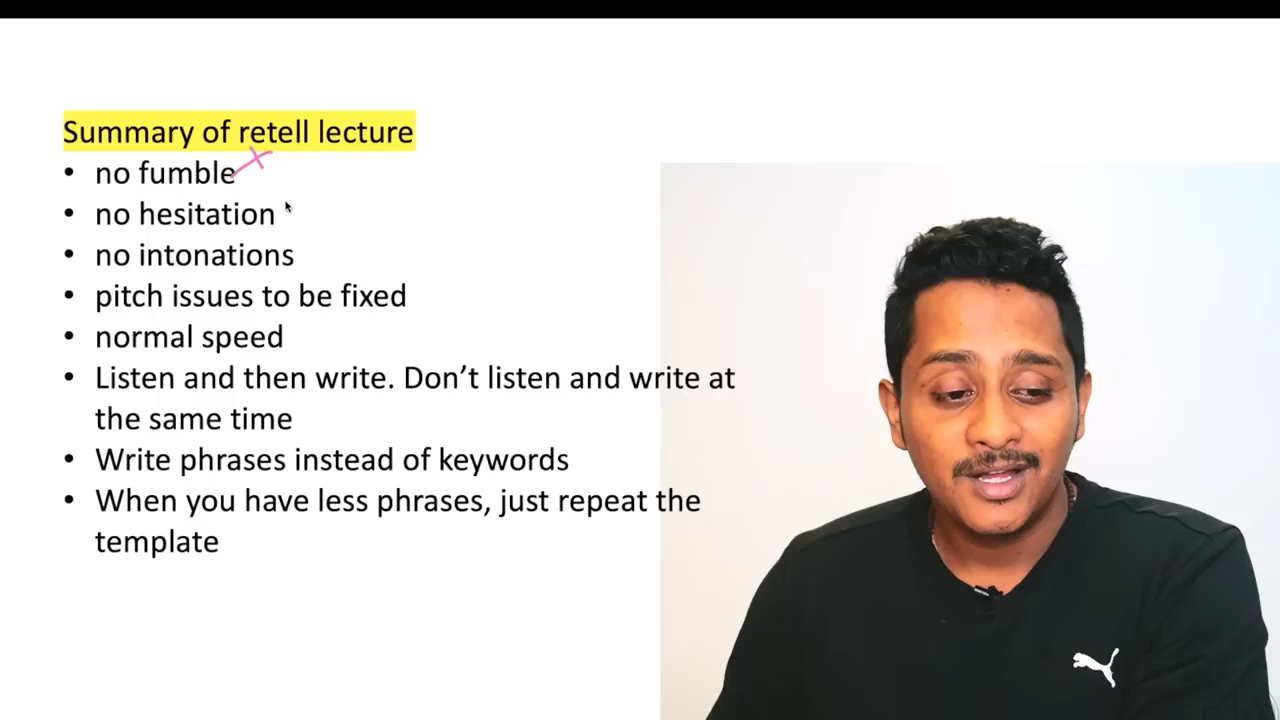 Summary of retell lecture
• no fumble
• no hesitation
• no intonations
• pitch issues to be fixed
• normal speed
• Listen and then write. Don’t listen and write at
the same time
• Write phrases instead of keywords
• When you have less phrases, just repeat the
template